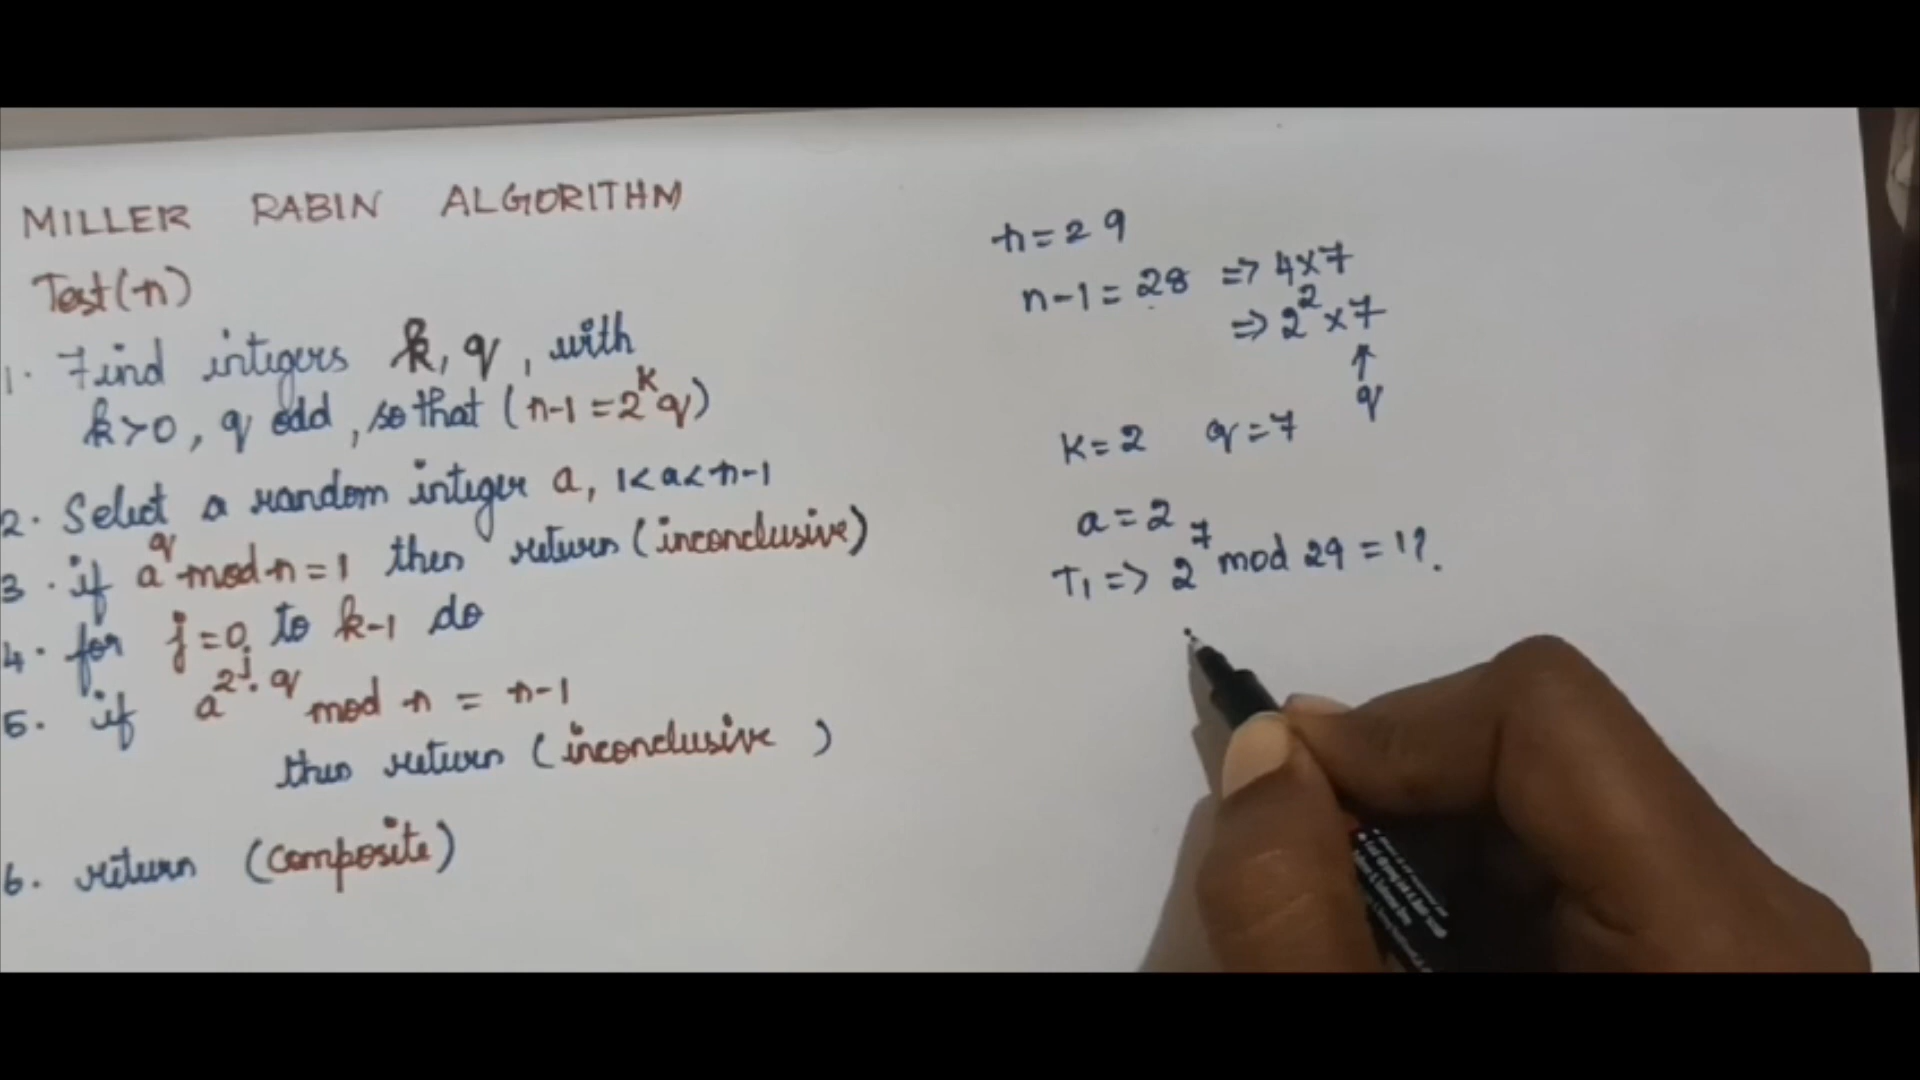 MILLER RABIN ALGORITHM
Test(n)
1. Find integers k, q, with
k>0, q odd, so that (n-1=2^k q)
2. Select a random integer a, 1<a<n-1
3. if a^q mod n=1 then return (inconclusive)
4. for j=0 to k-1 do
5. if a^2^j.q mod n = n-1
then return (inconclusive)
6. return (composite)
n=29
n-1=28 => 4x7
=> 2^2 x7
↑
q
K=2 q=7
a=2
T1 => 2^7 mod 29 = 1?.